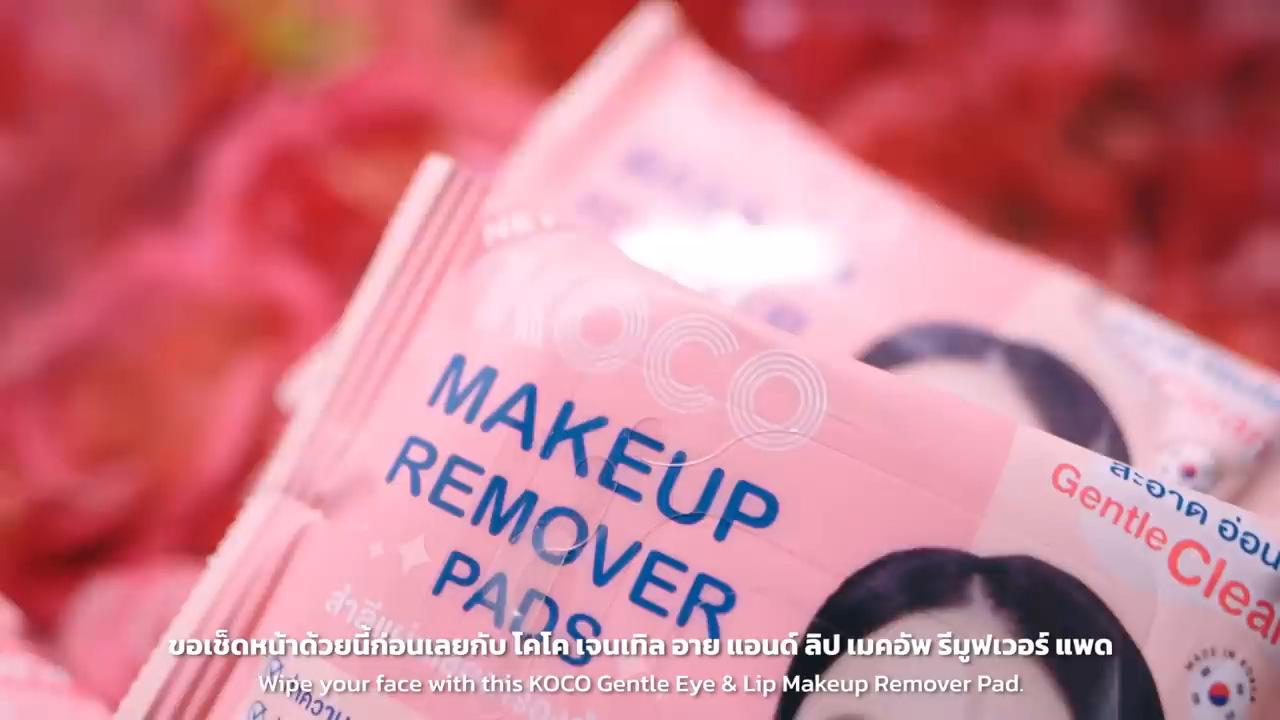 KOCO
MAKEUP
REMOVER
PADS
สะอาด อ่อน
Gentle Clear
MADE IN KOREA
ขอเช็ดหน้าด้วยนี้ก่อนเลยกับ โคโค เจนเทิล อาย แอนด์ ลิป เมคอัพ รีมูฟเวอร์ แพด
Wipe your face with this KOCO Gentle Eye & Lip Makeup Remover Pad.